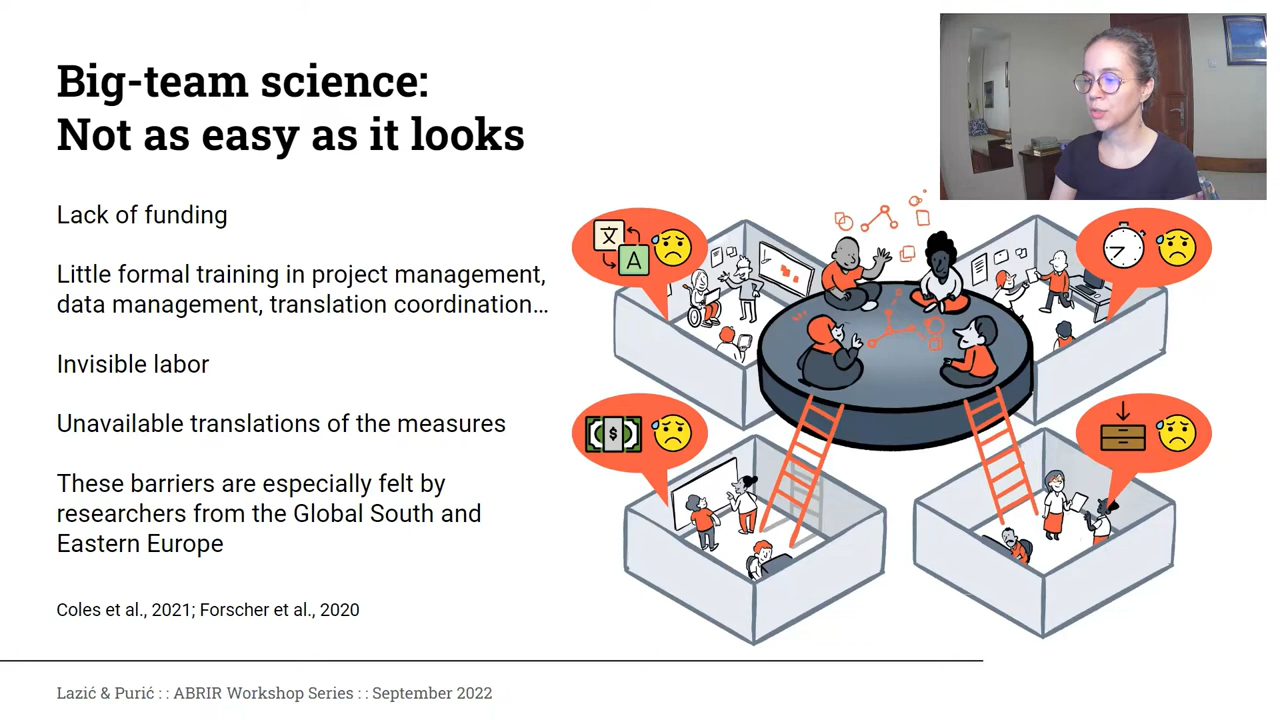 Big-team science:
Not as easy as it looks
Lack of funding
Little formal training in project management,
data management, translation coordination…
Invisible labor
Unavailable translations of the measures
These barriers are especially felt by
researchers from the Global South and
Eastern Europe
Coles et al., 2021; Forscher et al., 2020
文
A
$
Lazić & Purić : : ABRIR Workshop Series : : September 2022